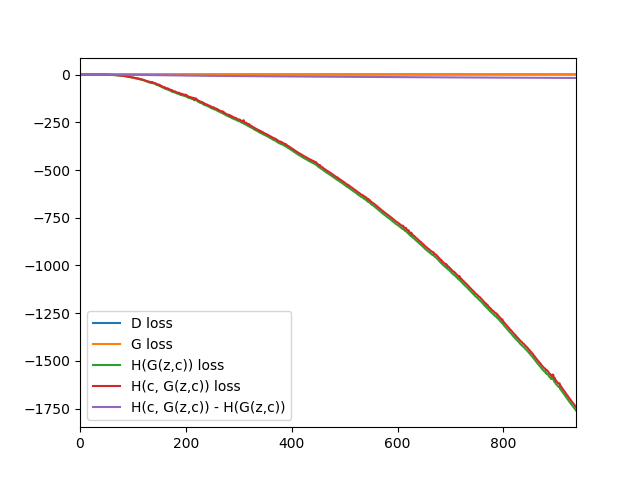 0
−250
−500
−750
−1000
−1250
−1500
−1750
D loss
G loss
H(G(z,c)) loss
H(c, G(z,c)) loss
H(c, G(z,c)) - H(G(z,c))
0 200 400 600 800